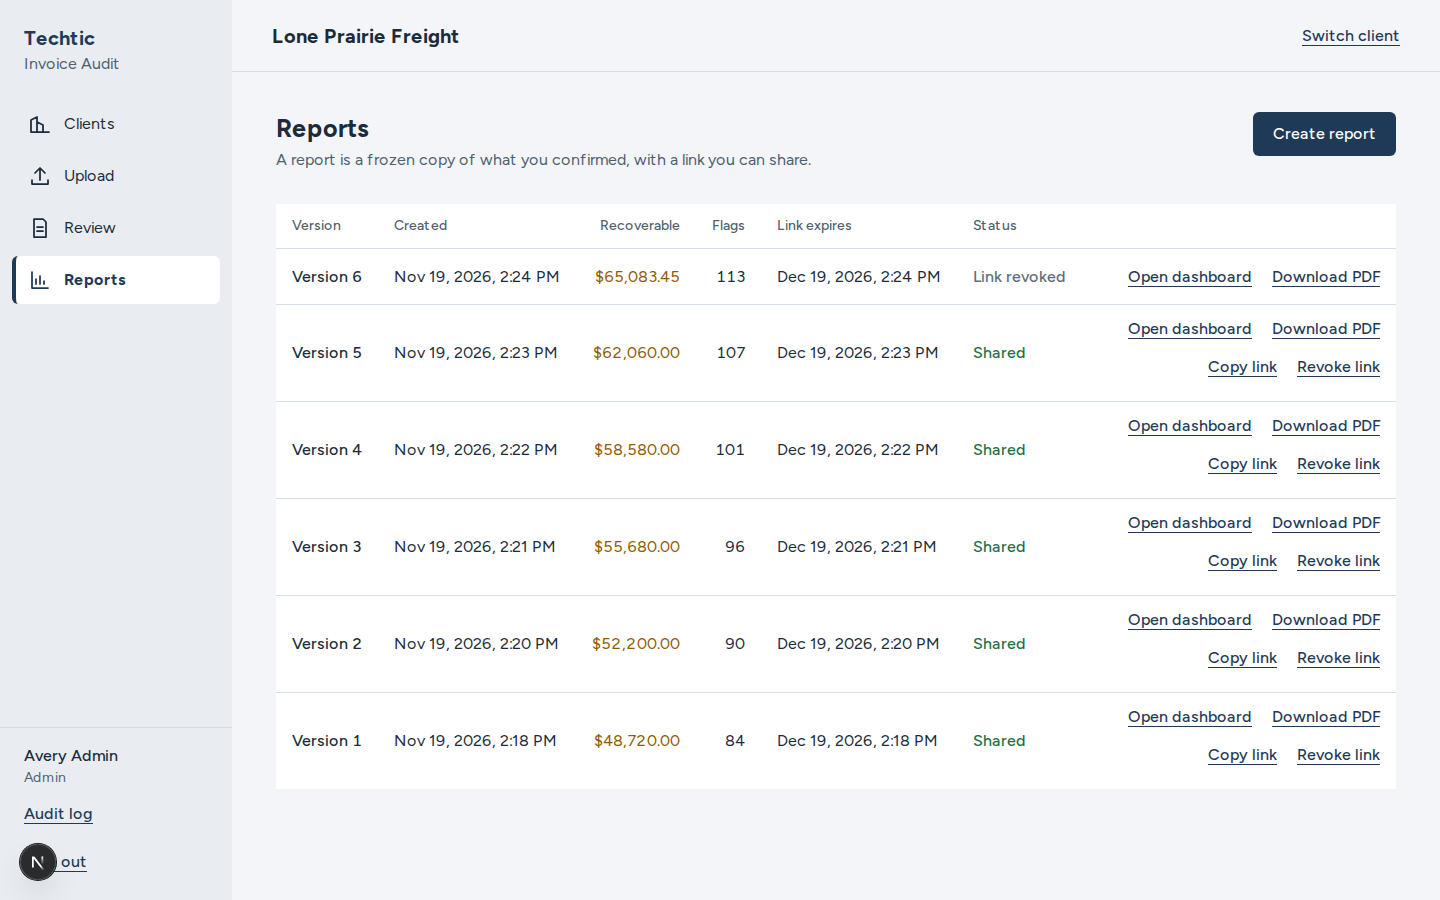 Techtic
Invoice Audit
Clients
Upload
Review
Reports
Avery Admin
Admin
Audit log
out
Lone Prairie Freight
Switch client
Reports
A report is a frozen copy of what you confirmed, with a link you can share.
Create report
Version Created Recoverable Flags Link expires Status
Version 6 Nov 19, 2026, 2:24 PM $65,083.45 113 Dec 19, 2026, 2:24 PM Link revoked Open dashboard Download PDF
Version 5 Nov 19, 2026, 2:23 PM $62,060.00 107 Dec 19, 2026, 2:23 PM Shared Open dashboard Download PDF
Copy link Revoke link
Version 4 Nov 19, 2026, 2:22 PM $58,580.00 101 Dec 19, 2026, 2:22 PM Shared Open dashboard Download PDF
Copy link Revoke link
Version 3 Nov 19, 2026, 2:21 PM $55,680.00 96 Dec 19, 2026, 2:21 PM Shared Open dashboard Download PDF
Copy link Revoke link
Version 2 Nov 19, 2026, 2:20 PM $52,200.00 90 Dec 19, 2026, 2:20 PM Shared Open dashboard Download PDF
Copy link Revoke link
Version 1 Nov 19, 2026, 2:18 PM $48,720.00 84 Dec 19, 2026, 2:18 PM Shared Open dashboard Download PDF
Copy link Revoke link